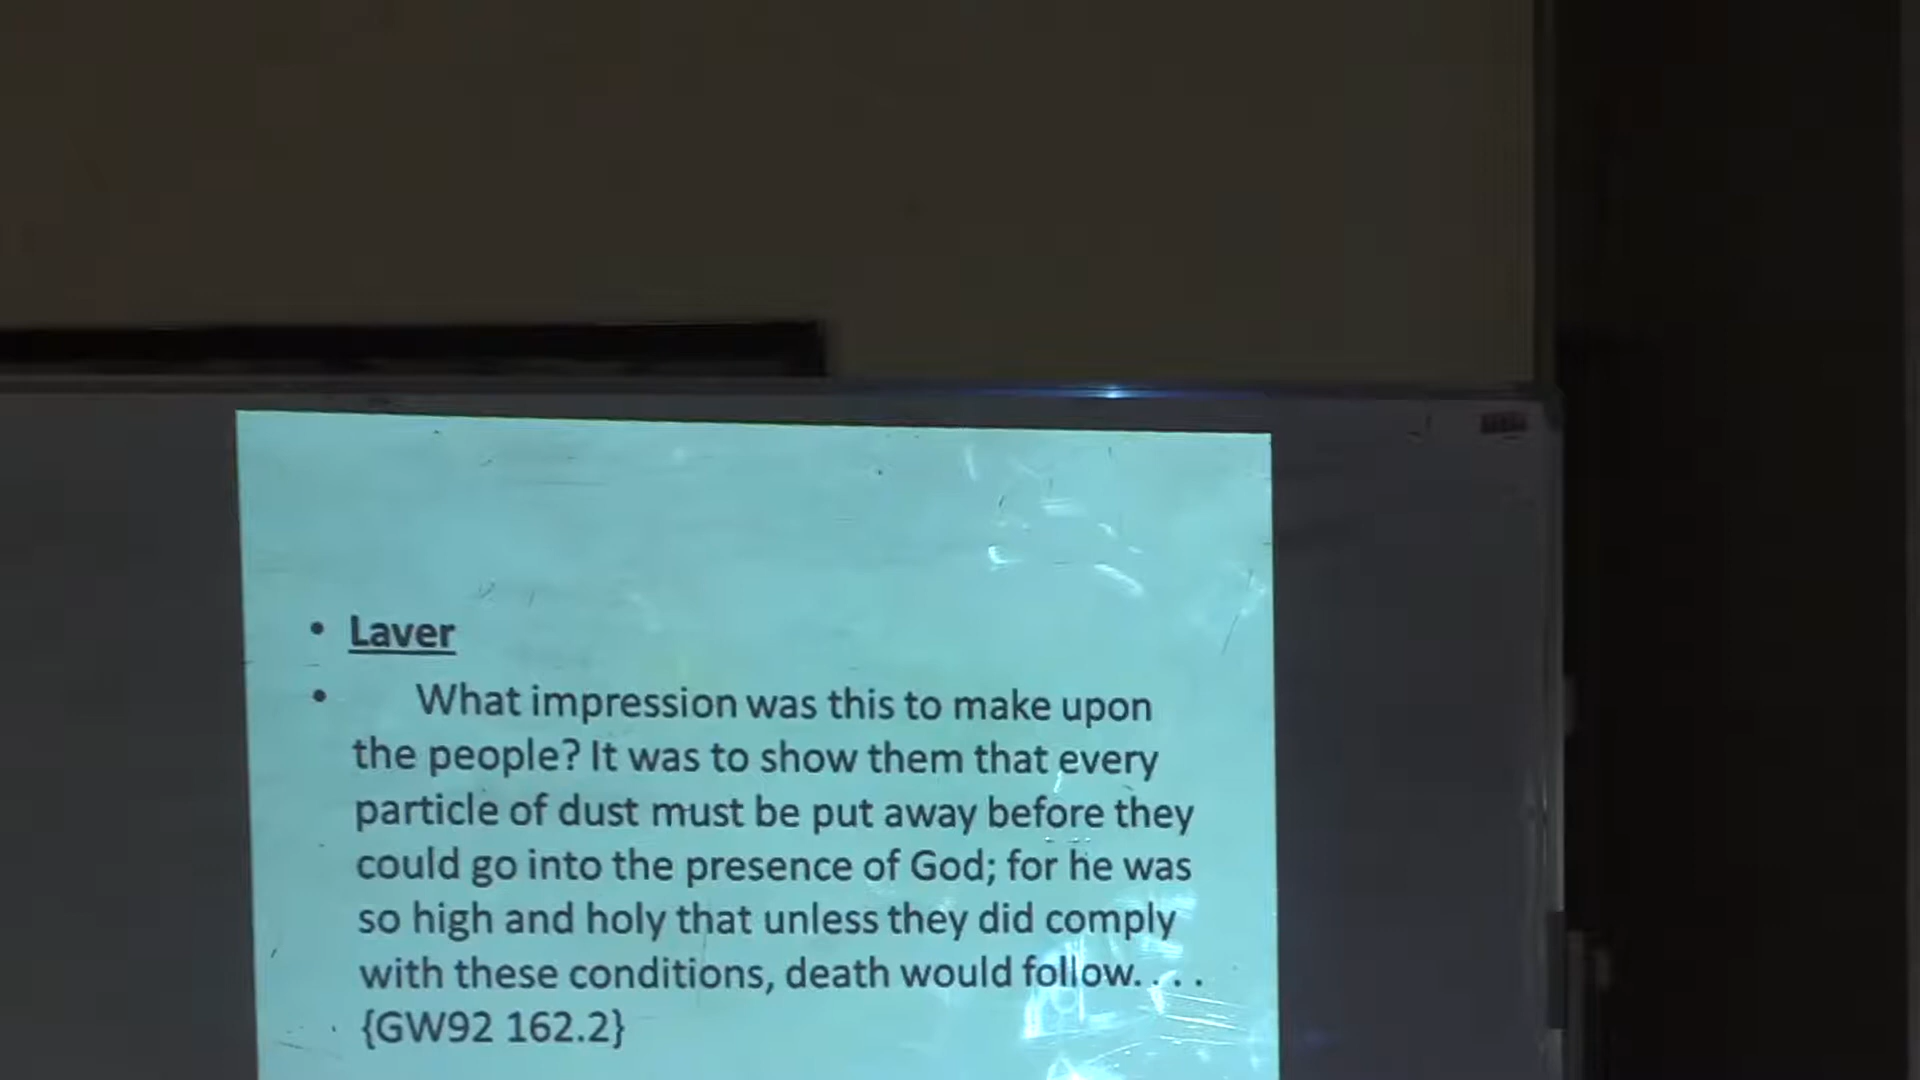 • Laver
• What impression was this to make upon
the people? It was to show them that every
particle of dust must be put away before they
could go into the presence of God; for he was
so high and holy that unless they did comply
with these conditions, death would follow. . . .
{GW92 162.2}